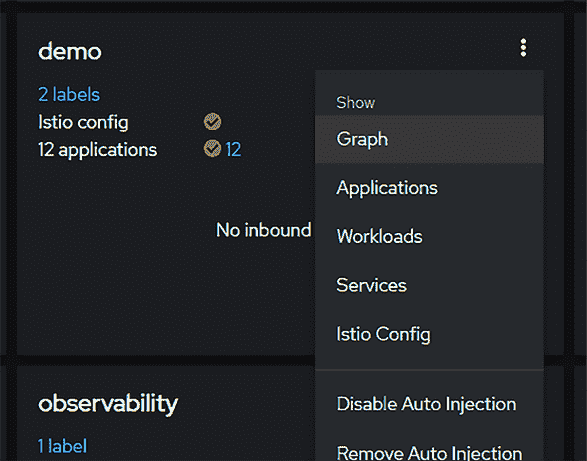 demo
2 labels
Istio config
12 applications 12
No inbound
Show
Graph
Applications
Workloads
Services
Istio Config
Disable Auto Injection
Remove Auto Injection
observability
1 label